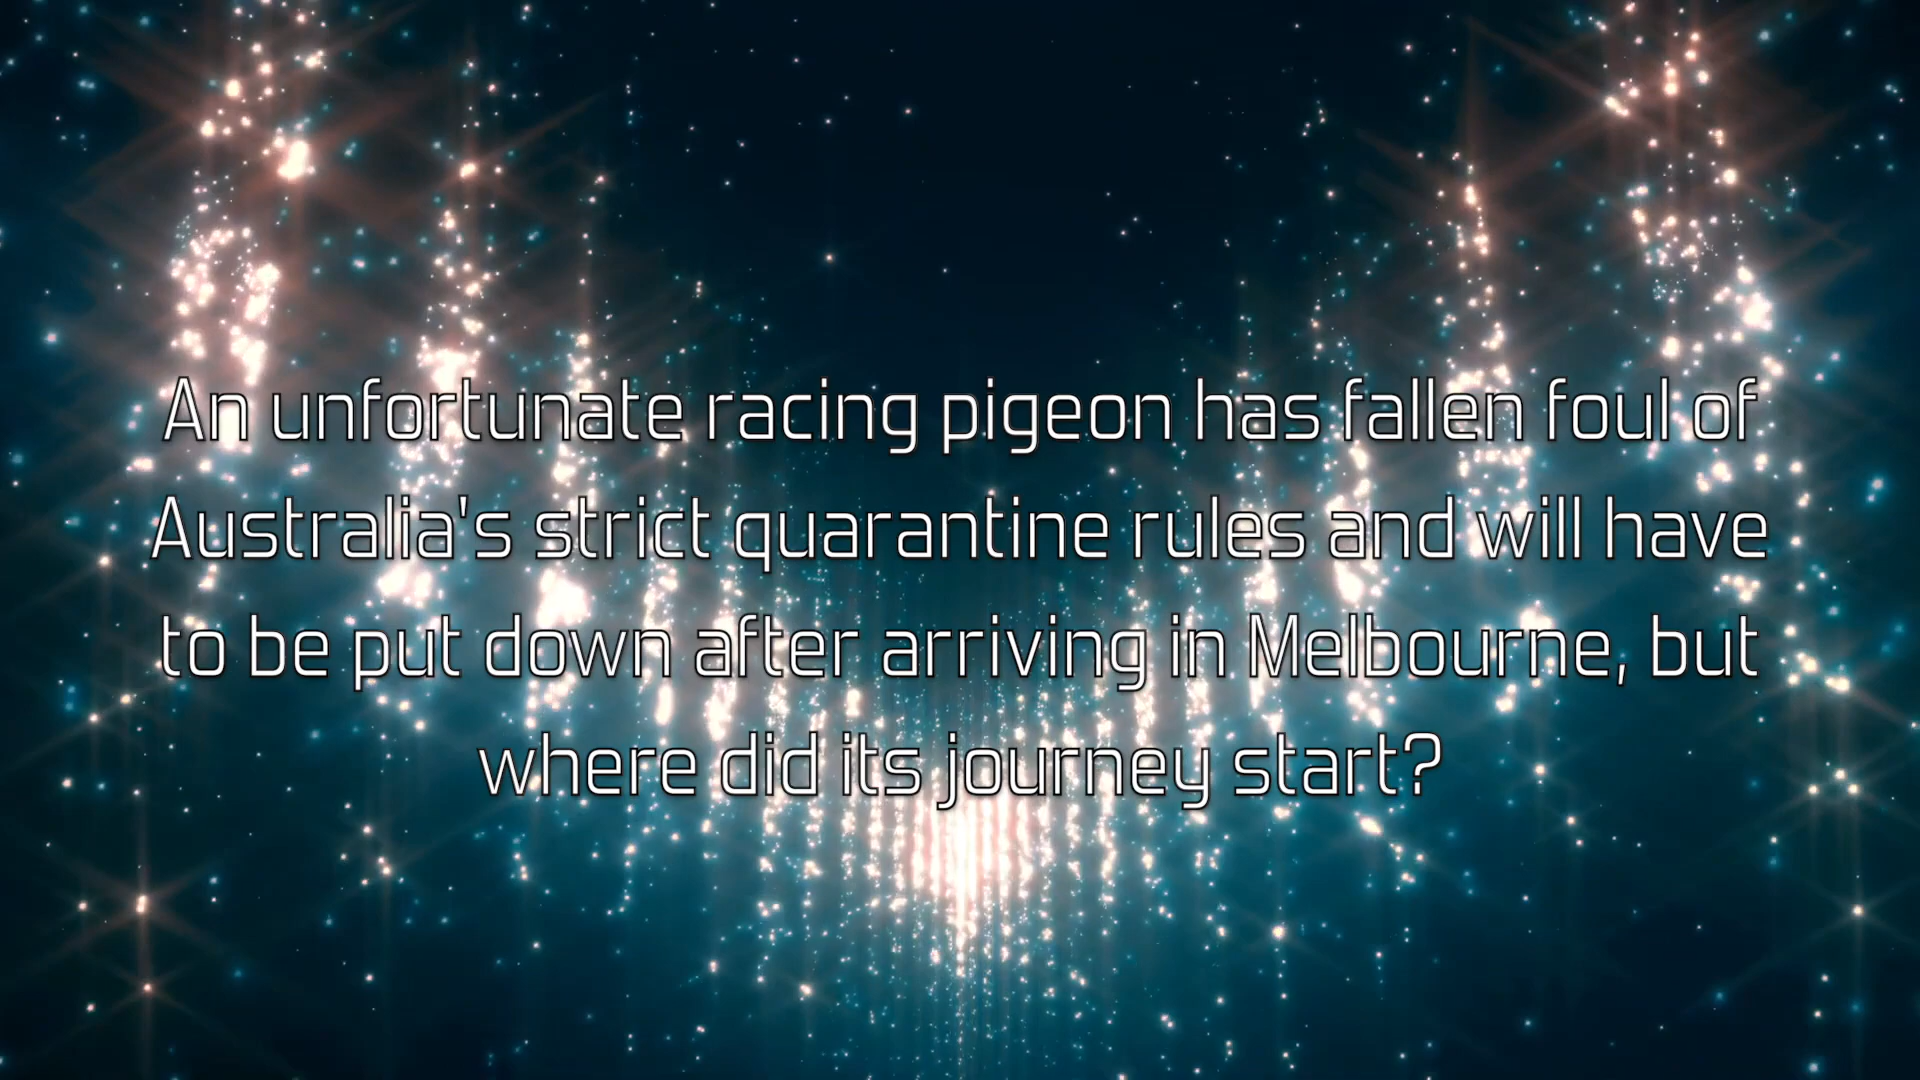 An unfortunate racing pigeon has fallen foul of
Australia's strict quarantine rules and will have
to be put down after arriving in Melbourne, but
where did its journey start?